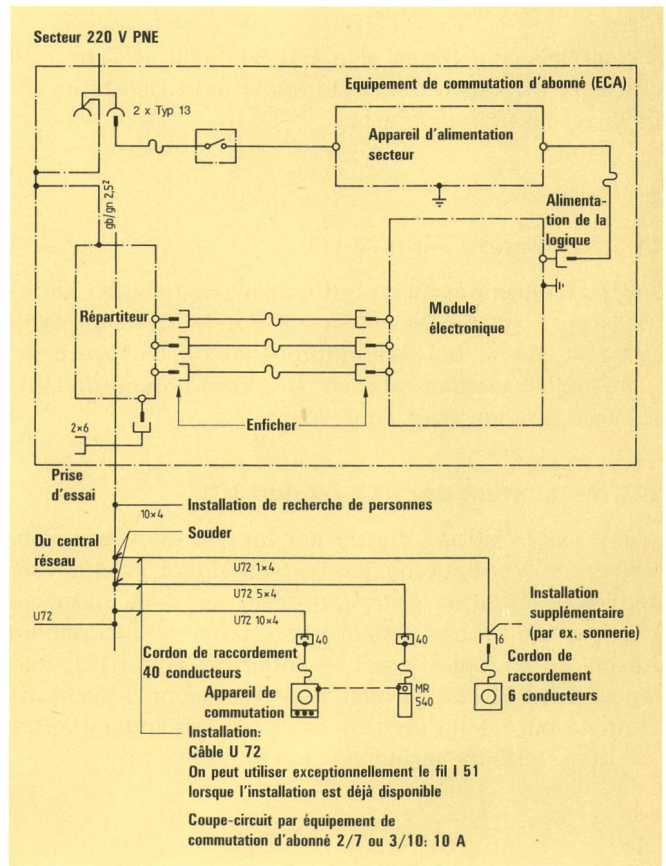 Secteur 220 V PNE
Equipement de commutation d'abonné (ECA)
2 x Typ 13
Appareil d'alimentation
secteur
gb/gn 2,5²
Alimenta-
tion de la
logique
Répartiteur
Module
électronique
Enficher
2×6
Prise
d'essai
10×4
Installation de recherche de personnes
Souder
Du central
réseau
U72 1×4
U72 5×4
U72
U72 10×4
Installation
supplémentaire
(par ex. sonnerie)
40
40
6
Cordon de raccordement
40 conducteurs
Cordon de
raccordement
6 conducteurs
Appareil de
commutation
MR
540
Installation:
Câble U 72
On peut utiliser exceptionnellement le fil I 51
lorsque l'installation est déjà disponible
Coupe-circuit par équipement de
commutation d'abonné 2/7 ou 3/10: 10 A